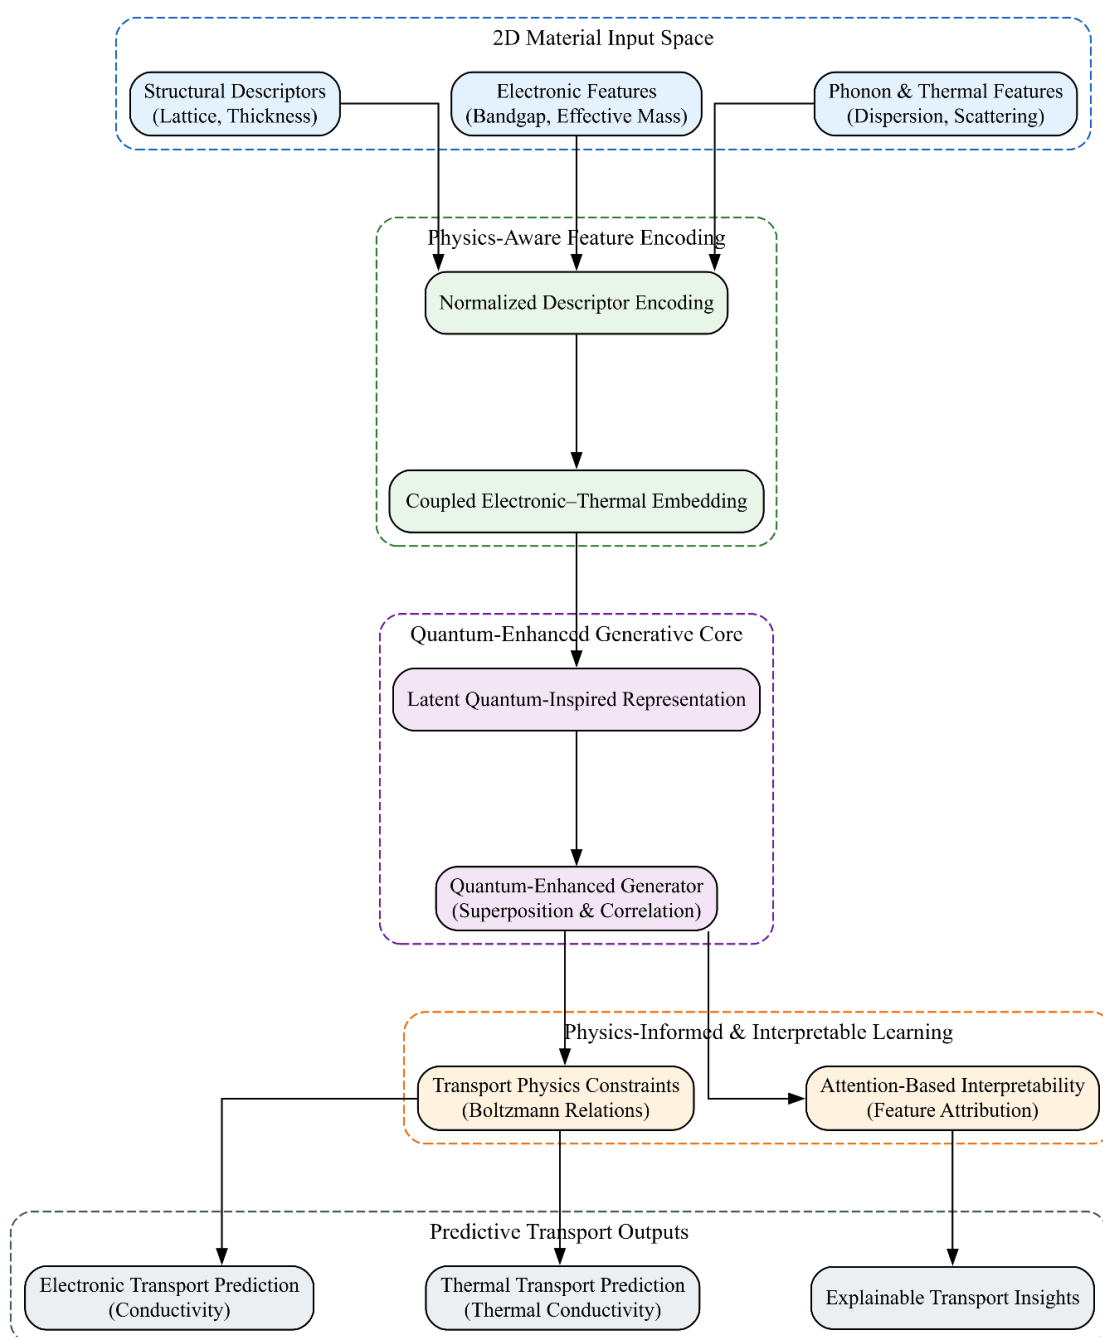 2D Material Input Space
Structural Descriptors
(Lattice, Thickness)
Electronic Features
(Bandgap, Effective Mass)
Phonon & Thermal Features
(Dispersion, Scattering)
Physics-Aware Feature Encoding
Normalized Descriptor Encoding
Coupled Electronic–Thermal Embedding
Quantum-Enhanced Generative Core
Latent Quantum-Inspired Representation
Quantum-Enhanced Generator
(Superposition & Correlation)
Physics-Informed & Interpretable Learning
Transport Physics Constraints
(Boltzmann Relations)
Attention-Based Interpretability
(Feature Attribution)
Predictive Transport Outputs
Electronic Transport Prediction
(Conductivity)
Thermal Transport Prediction
(Thermal Conductivity)
Explainable Transport Insights